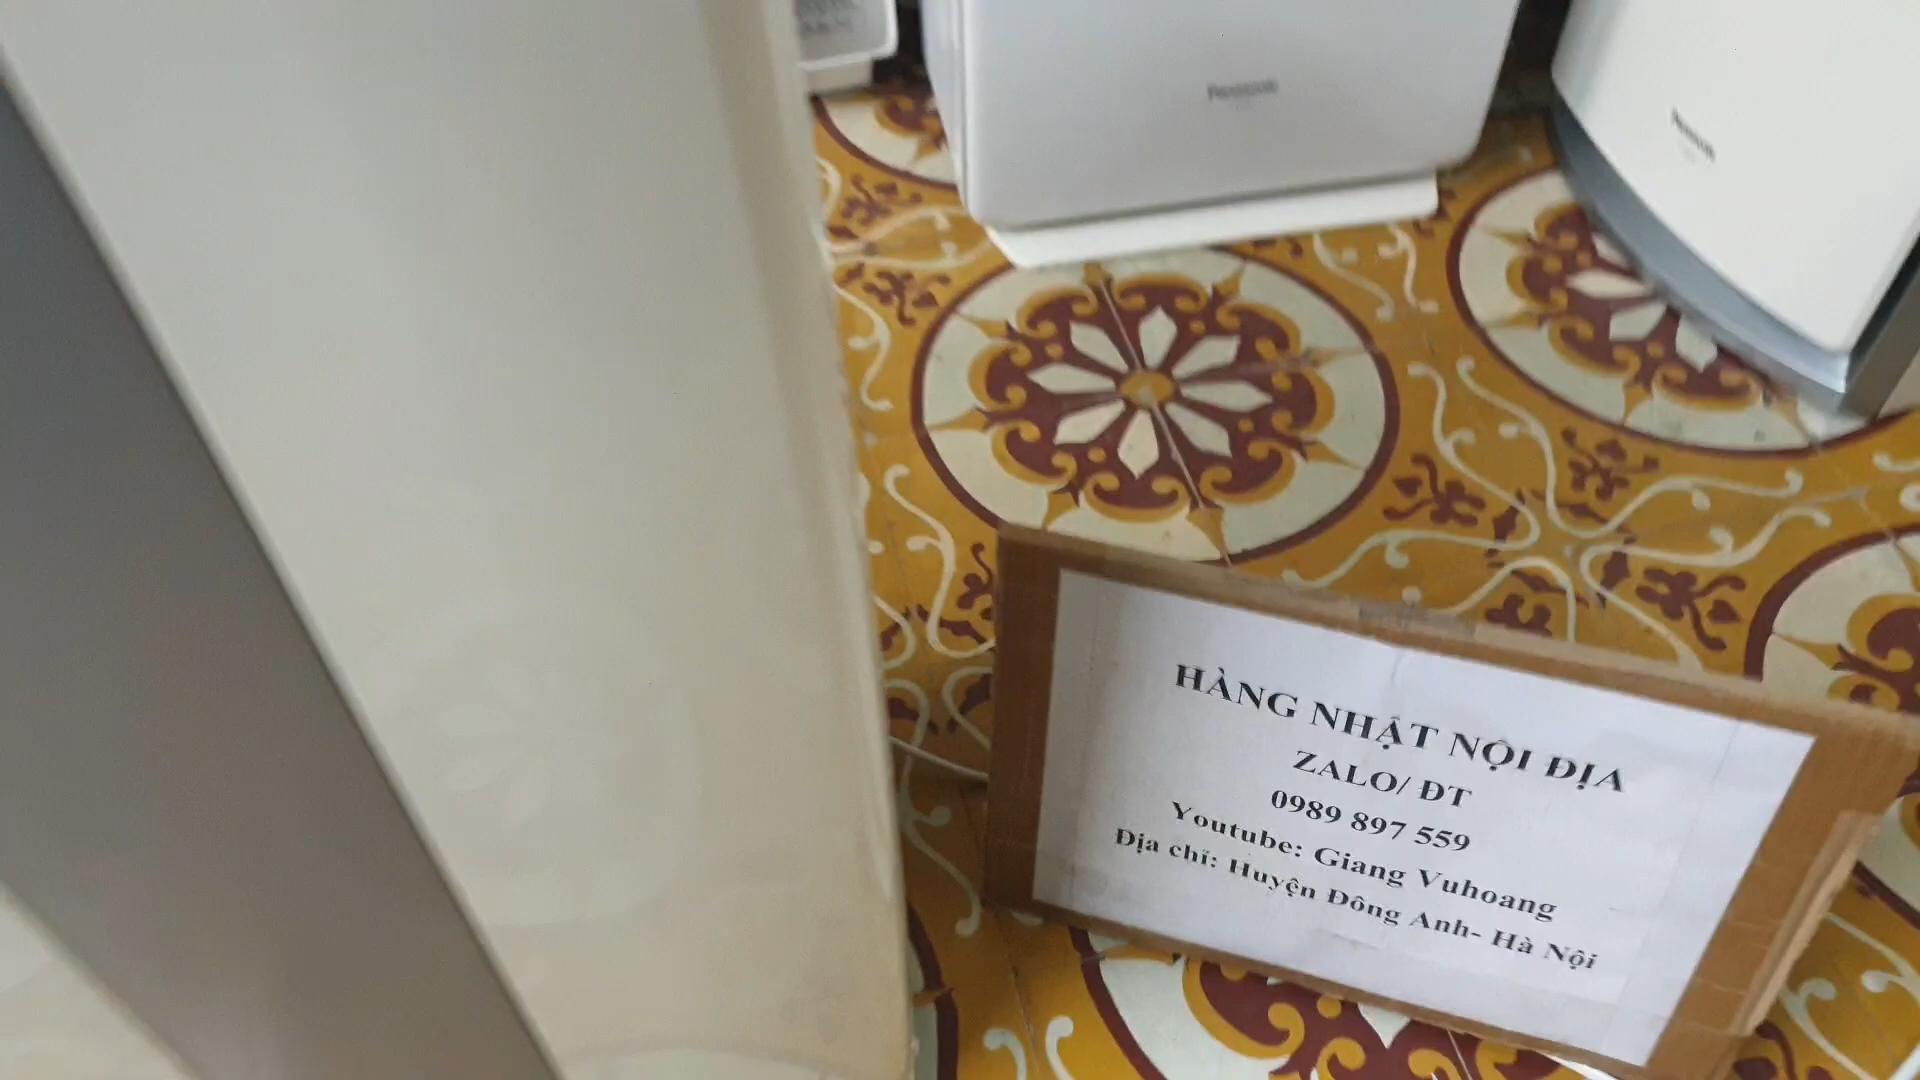 Panasonic
HÀNG NHẬT NỘI ĐỊA
ZALO/ ĐT
0989 897 559
Youtube: Giang Vuhoang
Địa chỉ: Huyện Đông Anh- Hà Nội